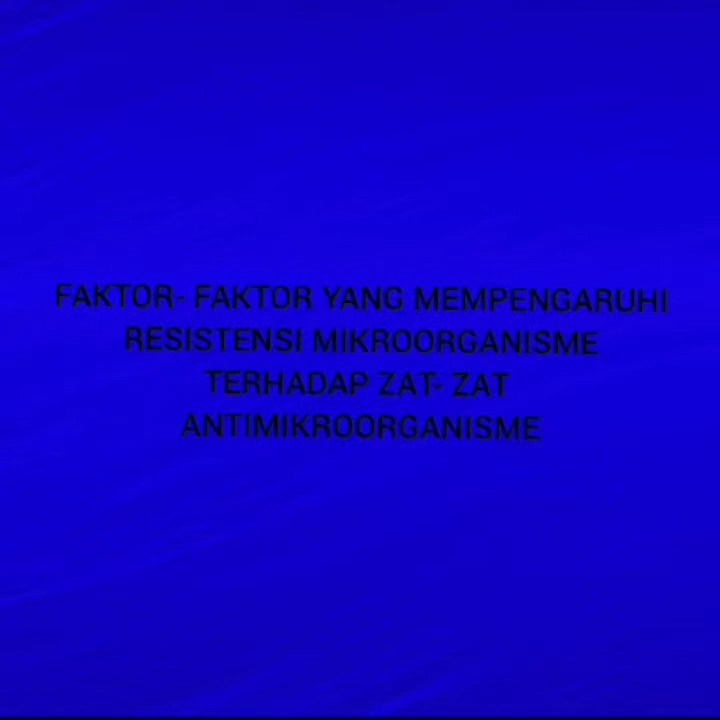 FAKTOR- FAKTOR YANG MEMPENGARUHI
RESISTENSI MIKROORGANISME
TERHADAP ZAT- ZAT
ANTIMIKROORGANISME